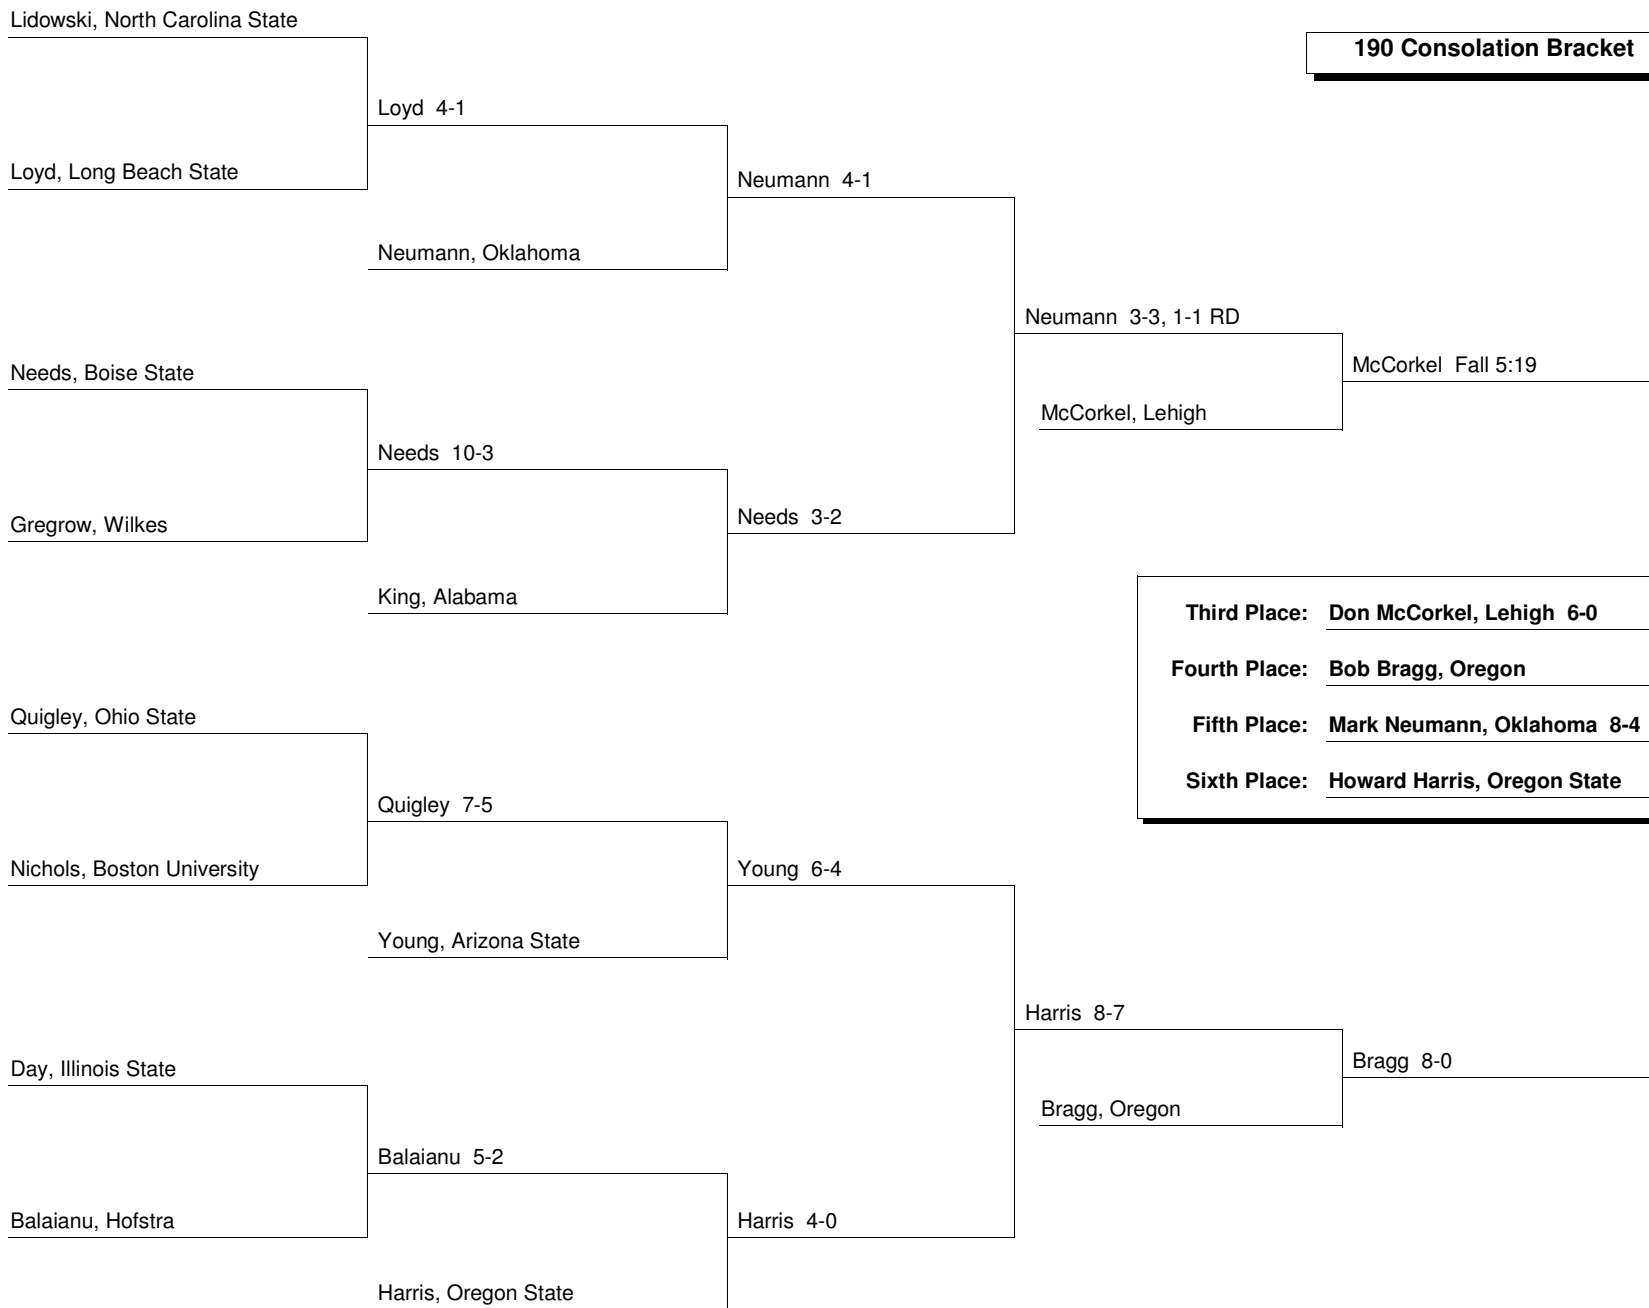 Lidowski, North Carolina State
190 Consolation Bracket
Loyd 4-1
Loyd, Long Beach State
Neumann 4-1
Neumann, Oklahoma
Neumann 3-3, 1-1 RD
McCorkel Fall 5:19
Needs, Boise State
McCorkel, Lehigh
Needs 10-3
Needs 3-2
Gregrow, Wilkes
King, Alabama
Third Place: Don McCorkel, Lehigh 6-0
Fourth Place: Bob Bragg, Oregon
Fifth Place: Mark Neumann, Oklahoma 8-4
Sixth Place: Howard Harris, Oregon State
Quigley, Ohio State
Quigley 7-5
Nichols, Boston University
Young 6-4
Young, Arizona State
Harris 8-7
Day, Illinois State
Bragg 8-0
Bragg, Oregon
Balaianu 5-2
Balaianu, Hofstra
Harris 4-0
Harris, Oregon State